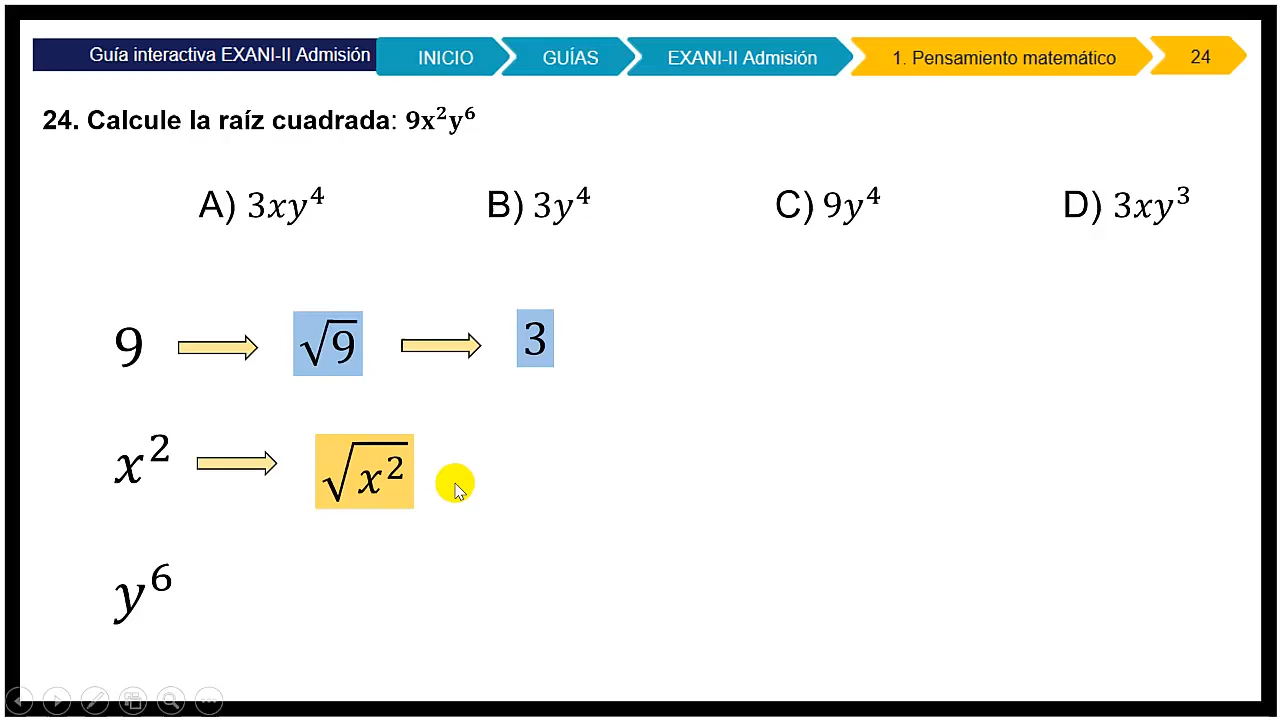 Guía interactiva EXANI-II Admisión INICIO GUÍAS EXANI-II Admisión 1. Pensamiento matemático 24
24. Calcule la raíz cuadrada: 9x²y⁶
A) 3xy⁴ B) 3y⁴ C) 9y⁴ D) 3xy³
9 √9 3
x² √x²
y⁶